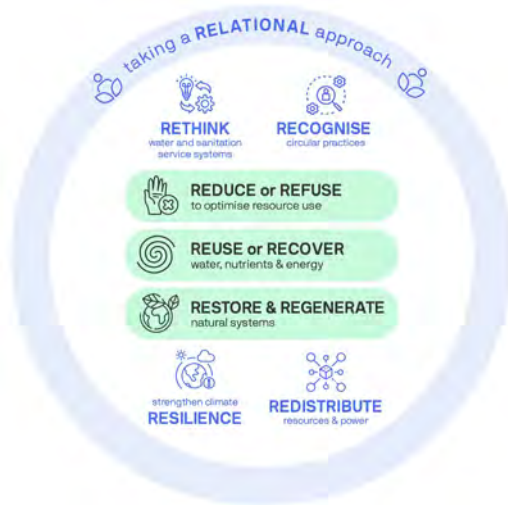 taking a RELATIONAL approach
RETHINK
water and sanitation
service systems
RECOGNISE
circular practices
REDUCE or REFUSE
to optimise resource use
REUSE or RECOVER
water, nutrients & energy
RESTORE & REGENERATE
natural systems
strengthen climate
RESILIENCE
REDISTRIBUTE
resources & power